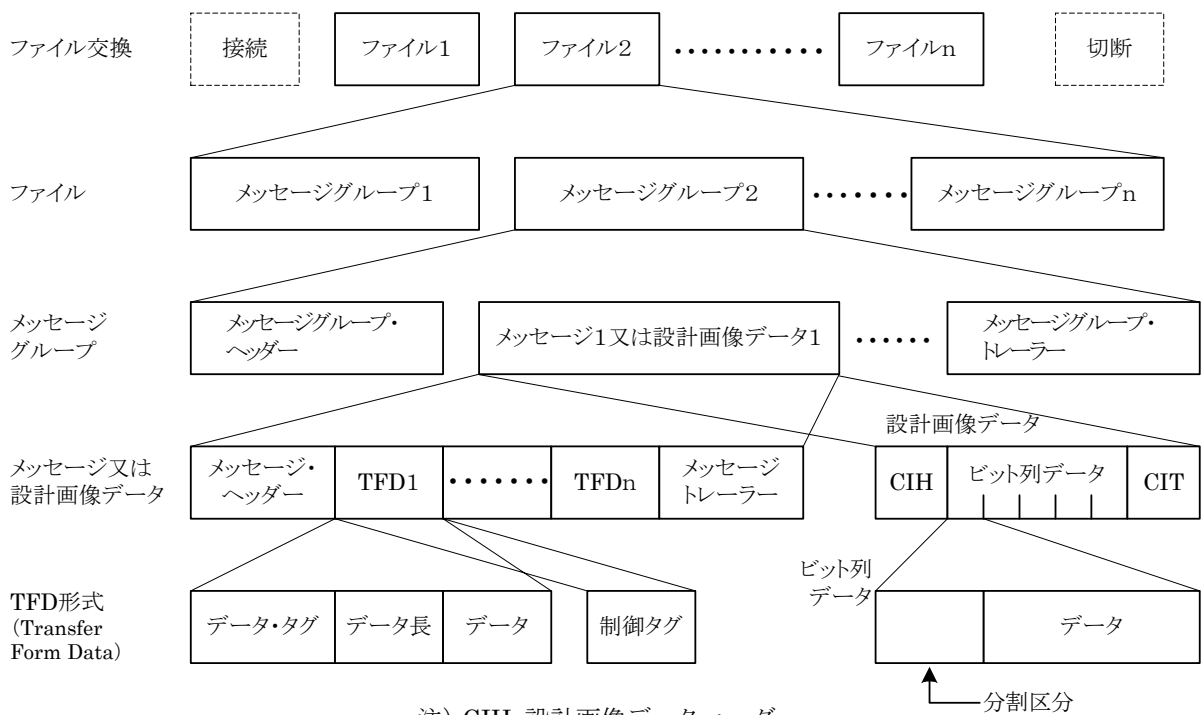 ファイル交換
接続
ファイル1
ファイル2
・・・・・・・・・・・
ファイルn
切断
ファイル
メッセージグループ1
メッセージグループ2
・・・・・・・
メッセージグループn
メッセージ
グループ
メッセージグループ・
ヘッダー
メッセージ1又は設計画像データ1
・・・・・・
メッセージグループ・
トレーラー
設計画像データ
メッセージ又は
設計画像データ
メッセージ・
ヘッダー
TFD1
・・・・・・・
TFDn
メッセージ
トレーラー
CIH
ビット列データ
CIT
TFD形式
(Transfer
Form Data)
データ・タグ
データ長
データ
制御タグ
ビット列
データ
データ
分割区分